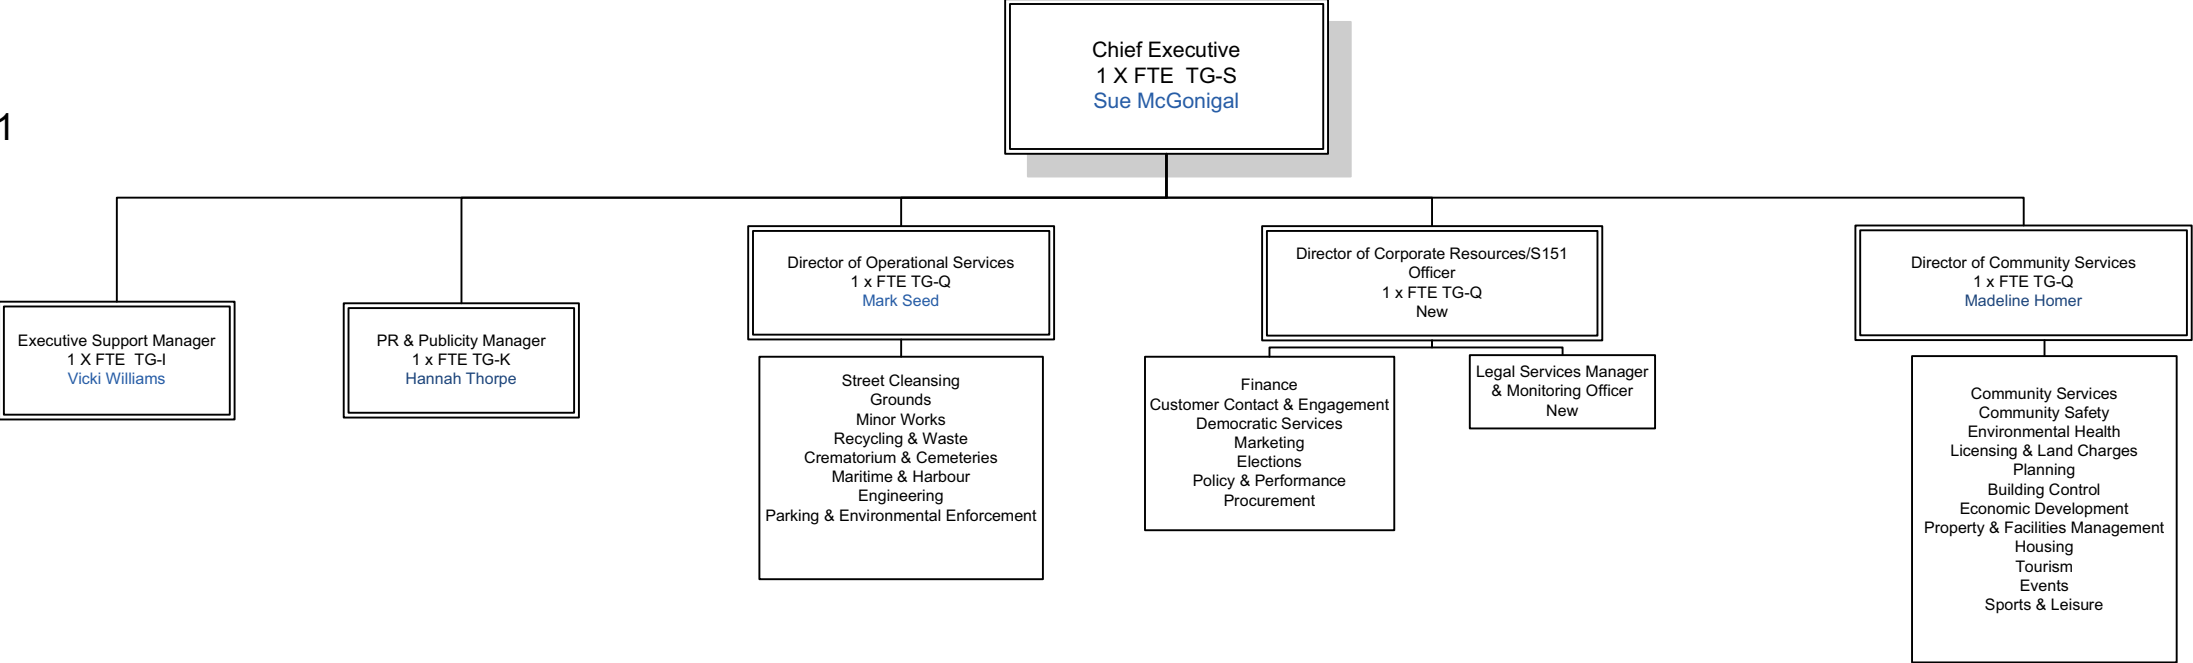 Chief Executive
1 X FTE  TG-S
Sue McGonigal
1
Executive Support Manager
1 X FTE  TG-I
Vicki Williams
PR & Publicity Manager
1 x FTE TG-K
Hannah Thorpe
Director of Operational Services
1 x FTE TG-Q
Mark Seed
Street Cleansing
Grounds
Minor Works
Recycling & Waste
Crematorium & Cemeteries
Maritime & Harbour
Engineering
Parking & Environmental Enforcement
Director of Corporate Resources/S151
Officer
1 x FTE TG-Q
New
Finance
Customer Contact & Engagement
Democratic Services
Marketing
Elections
Policy & Performance
Procurement
Legal Services Manager
& Monitoring Officer
New
Director of Community Services
1 x FTE TG-Q
Madeline Homer
Community Services
Community Safety
Environmental Health
Licensing & Land Charges
Planning
Building Control
Economic Development
Property & Facilities Management
Housing
Tourism
Events
Sports & Leisure